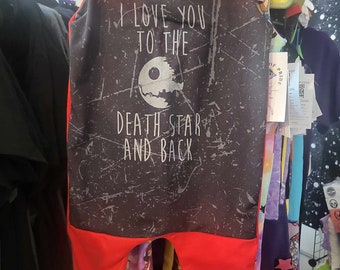 I LOVE YOU
TO THE
DEATH STAR
AND BACK